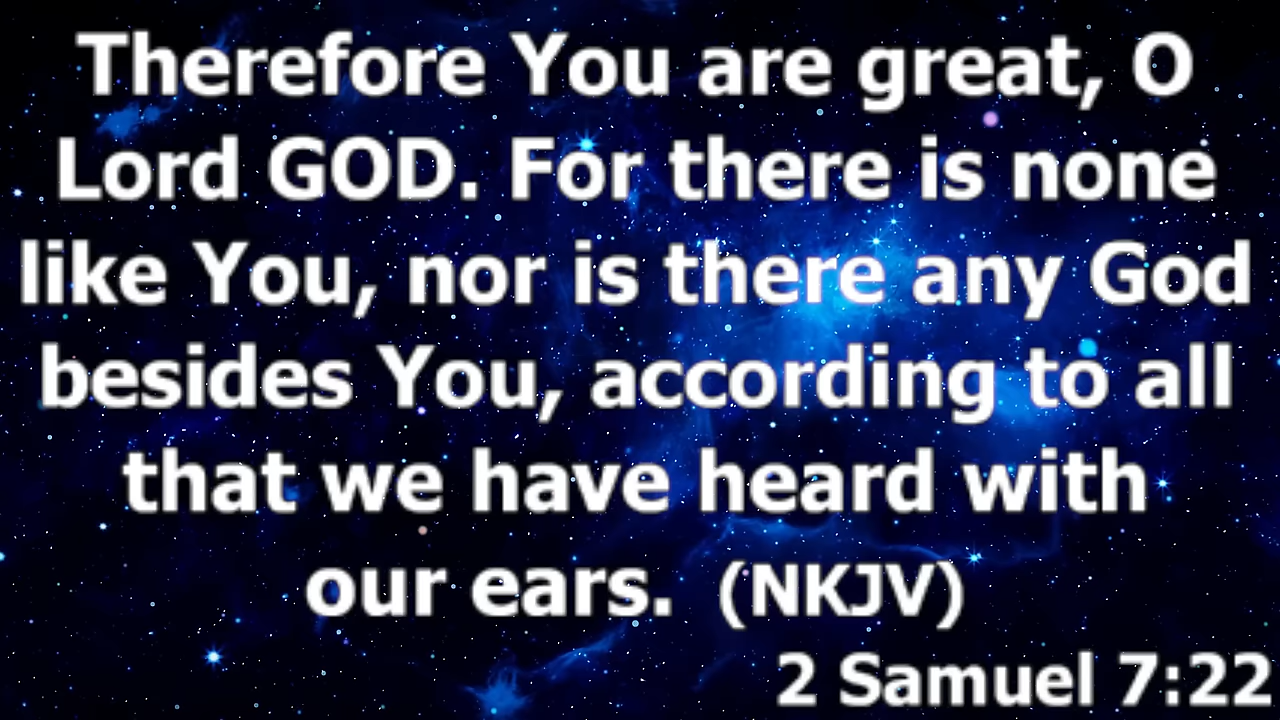 Therefore You are great, O
Lord GOD. For there is none
like You, nor is there any God
besides You, according to all
that we have heard with
our ears. (NKJV)
2 Samuel 7:22